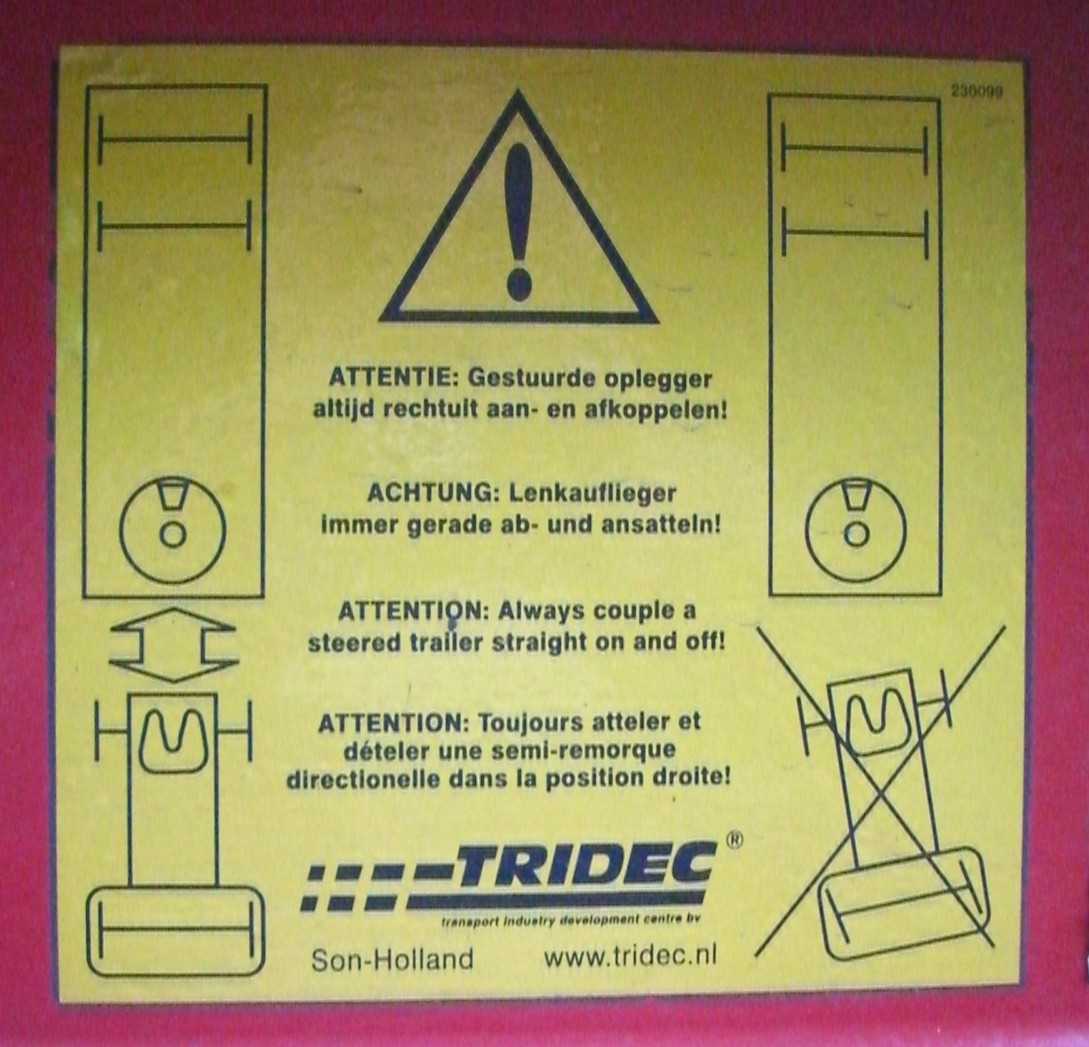 230099
ATTENTIE: Gestuurde oplegger
altijd rechtuit aan- en afkoppelen!
ACHTUNG: Lenkauflieger
immer gerade ab- und ansatteln!
ATTENTION: Always couple a
steered trailer straight on and off!
ATTENTION: Toujours atteler et
dételer une semi-remorque
directionelle dans la position droite!
TRIDEC®
transport industry development centre bv
Son-Holland www.tridec.nl